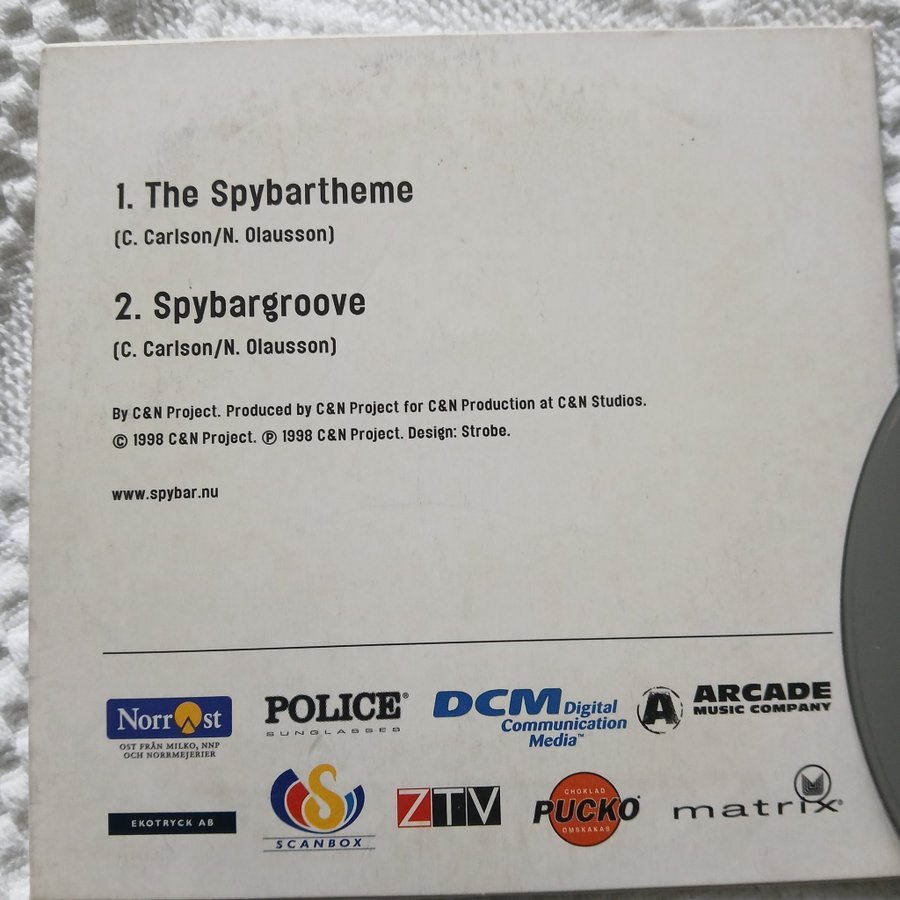 1. The Spybartheme
(C. Carlson/N. Olausson)
2. Spybargroove
(C. Carlson/N. Olausson)
By C&N Project. Produced by C&N Project for C&N Production at C&N Studios.
© 1998 C&N Project. ℗ 1998 C&N Project. Design: Strobe.
www.spybar.nu
NorrOst
OST FRÅN MILKO, NNP
OCH NORRMEJERIER
POLICE®
SUNGLASSES
DCM Digital
Communication
Media™
A
ARCADE
MUSIC COMPANY
EKOTRYCK AB
S
SCANBOX
ZTV
CHOKLAD
PUCKO®
OMSKAKAS
matrix®